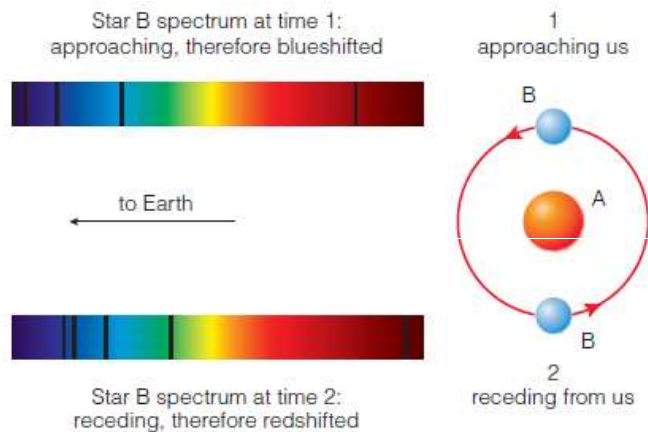 Star B spectrum at time 1:
approaching, therefore blueshifted
1
approaching us
B
A
to Earth
B
2
receding from us
Star B spectrum at time 2:
receding, therefore redshifted